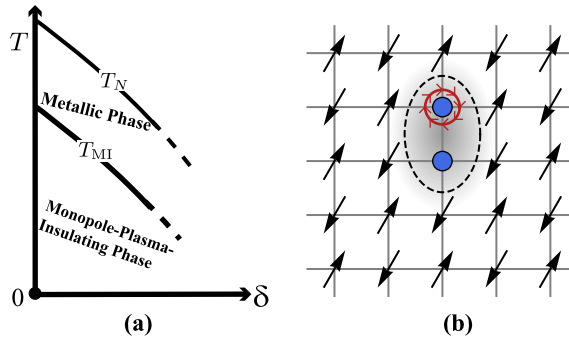 T
T_N
Metallic Phase
T_MI
Monopole-Plasma-
Insulating Phase
0
δ
(a)
(b)